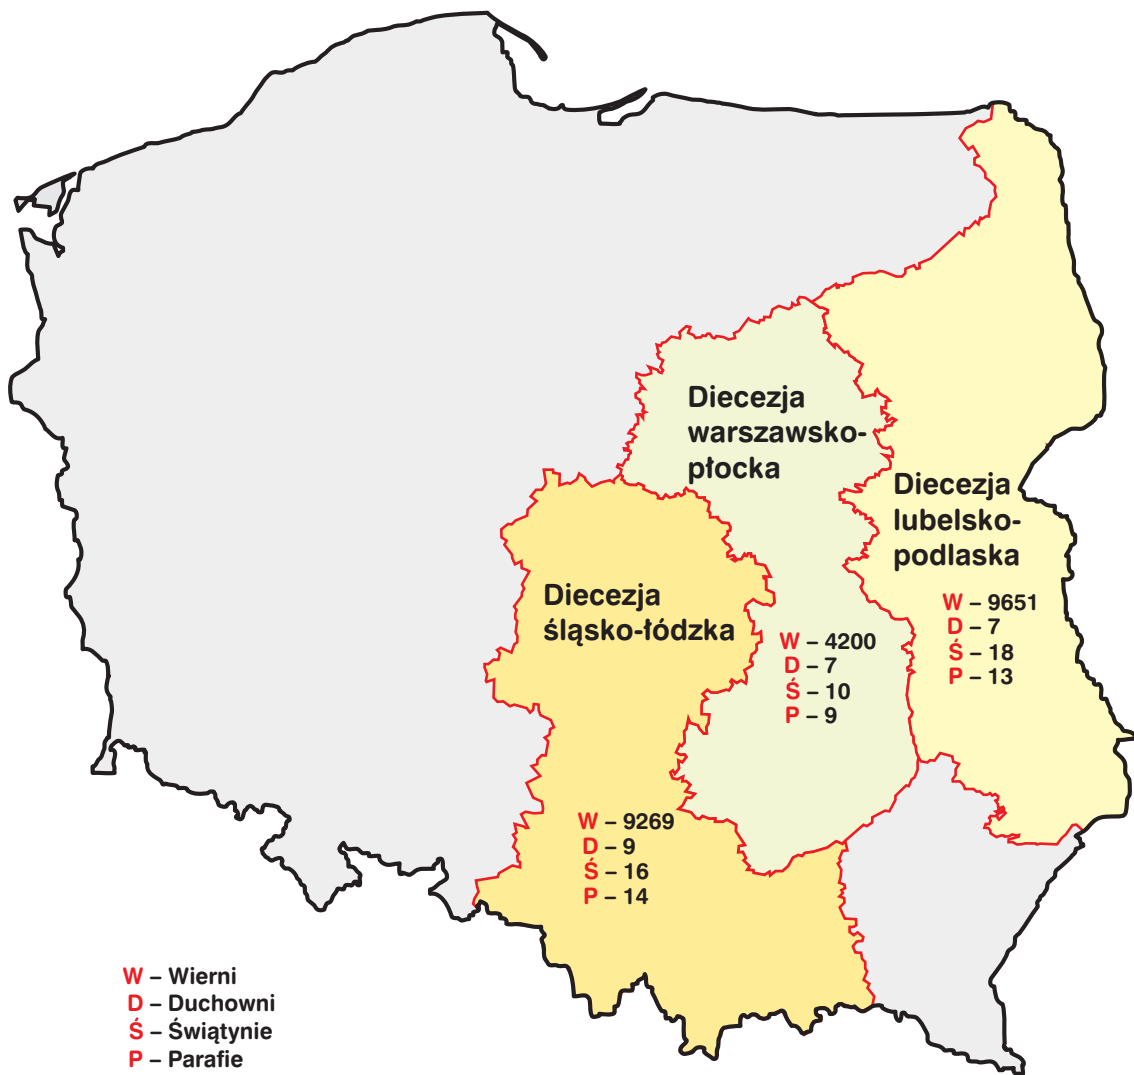 Diecezja
warszawsko-
płocka
W – 4200
D – 7
Ś – 10
P – 9
Diecezja
lubelsko-
podlaska
W – 9651
D – 7
Ś – 18
P – 13
Diecezja
śląsko-łódzka
W – 9269
D – 9
Ś – 16
P – 14
W – Wierni
D – Duchowni
Ś – Świątynie
P – Parafie